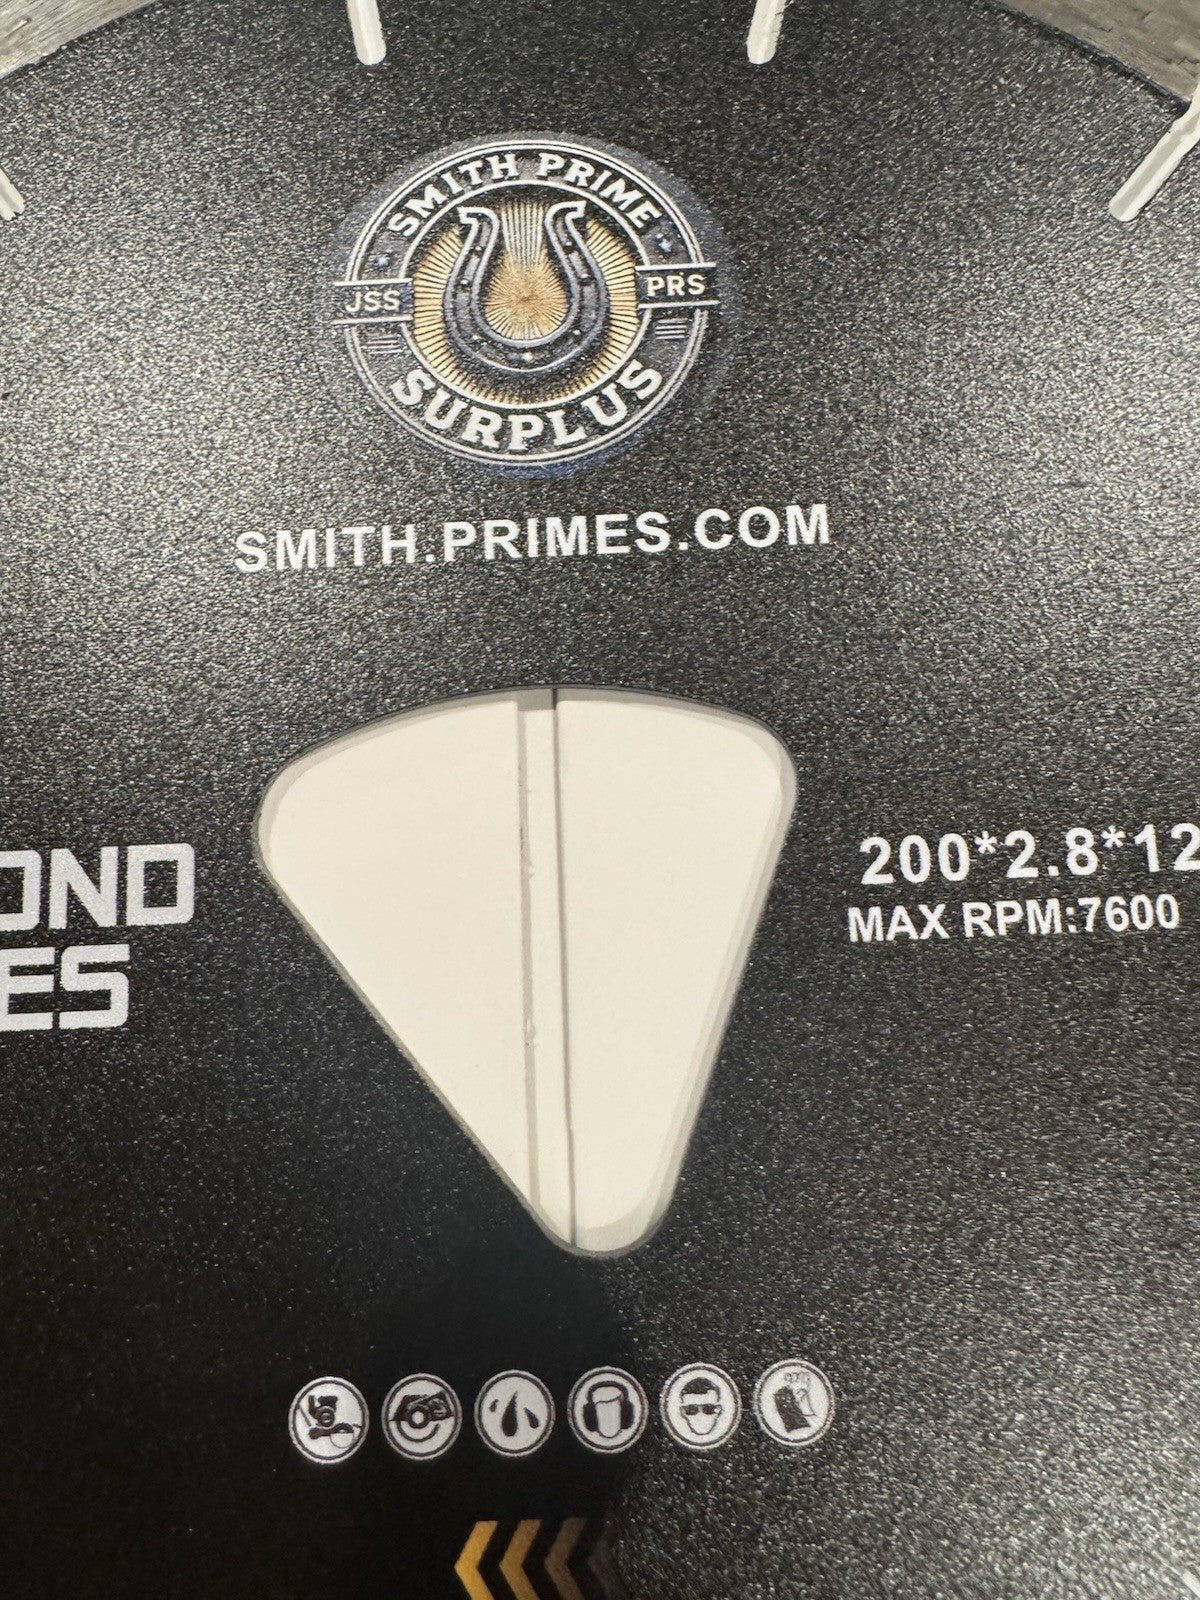 SMITH PRIME
JSS
PRS
SURPLUS
SMITH.PRIMES.COM
OND
ES
200*2.8*12
MAX RPM:7600